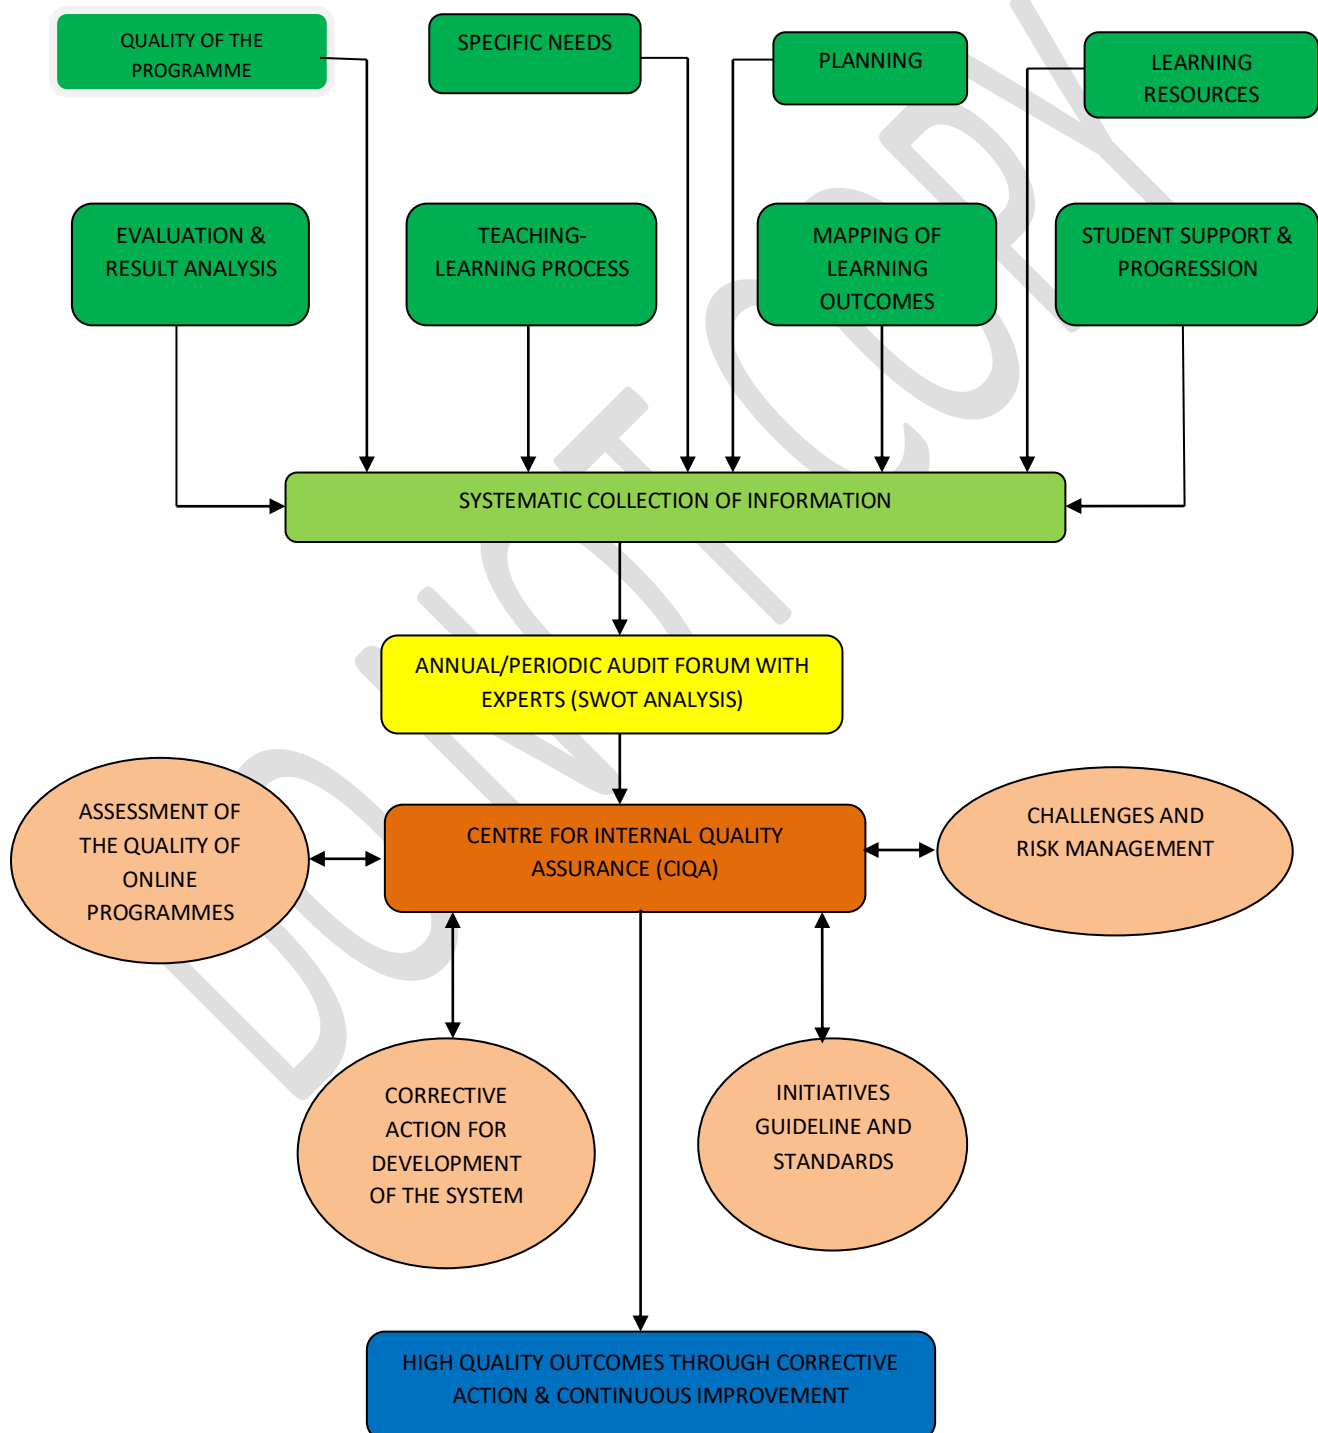 QUALITY OF THE
PROGRAMME
SPECIFIC NEEDS
PLANNING
LEARNING
RESOURCES
EVALUATION &
RESULT ANALYSIS
TEACHING-
LEARNING PROCESS
MAPPING OF
LEARNING
OUTCOMES
STUDENT SUPPORT &
PROGRESSION
SYSTEMATIC COLLECTION OF INFORMATION
ANNUAL/PERIODIC AUDIT FORUM WITH
EXPERTS (SWOT ANALYSIS)
ASSESSMENT OF
THE QUALITY OF
ONLINE
PROGRAMMES
CENTRE FOR INTERNAL QUALITY
ASSURANCE (CIQA)
CHALLENGES AND
RISK MANAGEMENT
CORRECTIVE
ACTION FOR
DEVELOPMENT
OF THE SYSTEM
INITIATIVES
GUIDELINE AND
STANDARDS
HIGH QUALITY OUTCOMES THROUGH CORRECTIVE
ACTION & CONTINUOUS IMPROVEMENT
DO NOT COPY